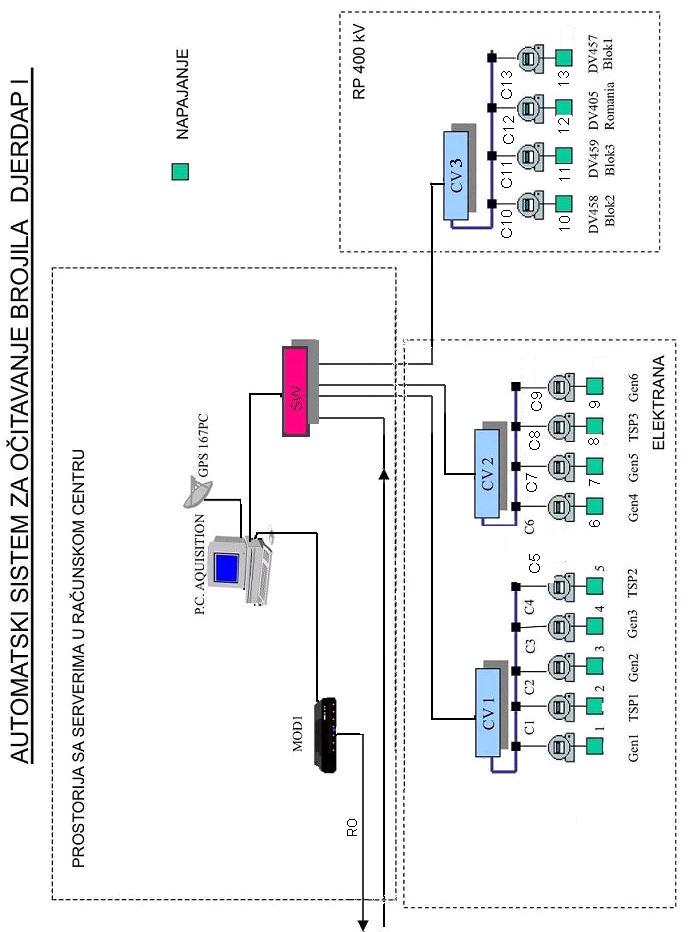 AUTOMATSKI SISTEM ZA OČITAVANJE BROJILA DJERDAP I
NAPAJANJE
PROSTORIJA SA SERVERIMA U RAČUNSKOM CENTRU
P.C. AQUISITION
GPS 167PC
MOD1
SW
RO
RP 400 kV
CV 3
C10
C11
C12
C13
10
11
12
13
DV458
Blok2
DV459
Blok3
DV405
Romania
DV457
Blok1
CV 1
C1
C2
C3
C4
C5
1
2
3
4
5
Gen1
TSP1
Gen2
Gen3
TSP2
CV 2
C6
C7
C8
C9
6
7
8
9
Gen4
Gen5
TSP3
Gen6
ELEKTRANA